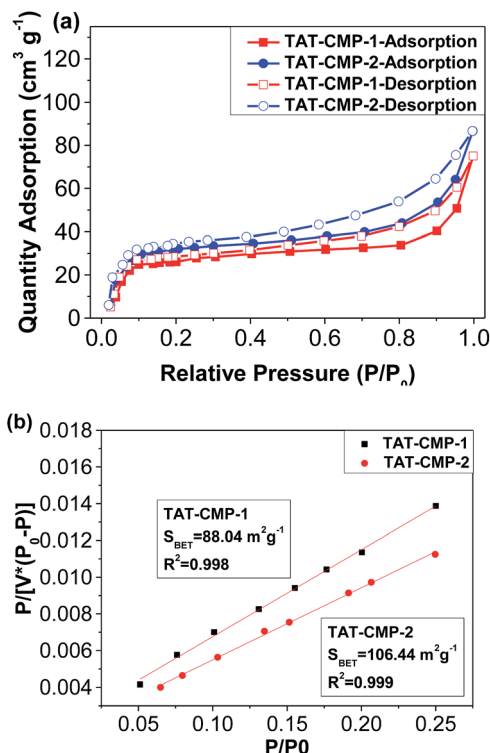 (a)
TAT-CMP-1-Adsorption
TAT-CMP-2-Adsorption
TAT-CMP-1-Desorption
TAT-CMP-2-Desorption
Quantity Adsorption (cm³ g⁻¹)
120
100
80
60
40
20
0
0.0 0.2 0.4 0.6 0.8 1.0
Relative Pressure (P/P₀)
(b)
TAT-CMP-1
TAT-CMP-2
P/[V*(P₀-P)]
0.018
0.016
0.014
0.012
0.010
0.008
0.006
0.004
TAT-CMP-1
S_BET=88.04 m²g⁻¹
R²=0.998
TAT-CMP-2
S_BET=106.44 m²g⁻¹
R²=0.999
0.05 0.10 0.15 0.20 0.25
P/P0